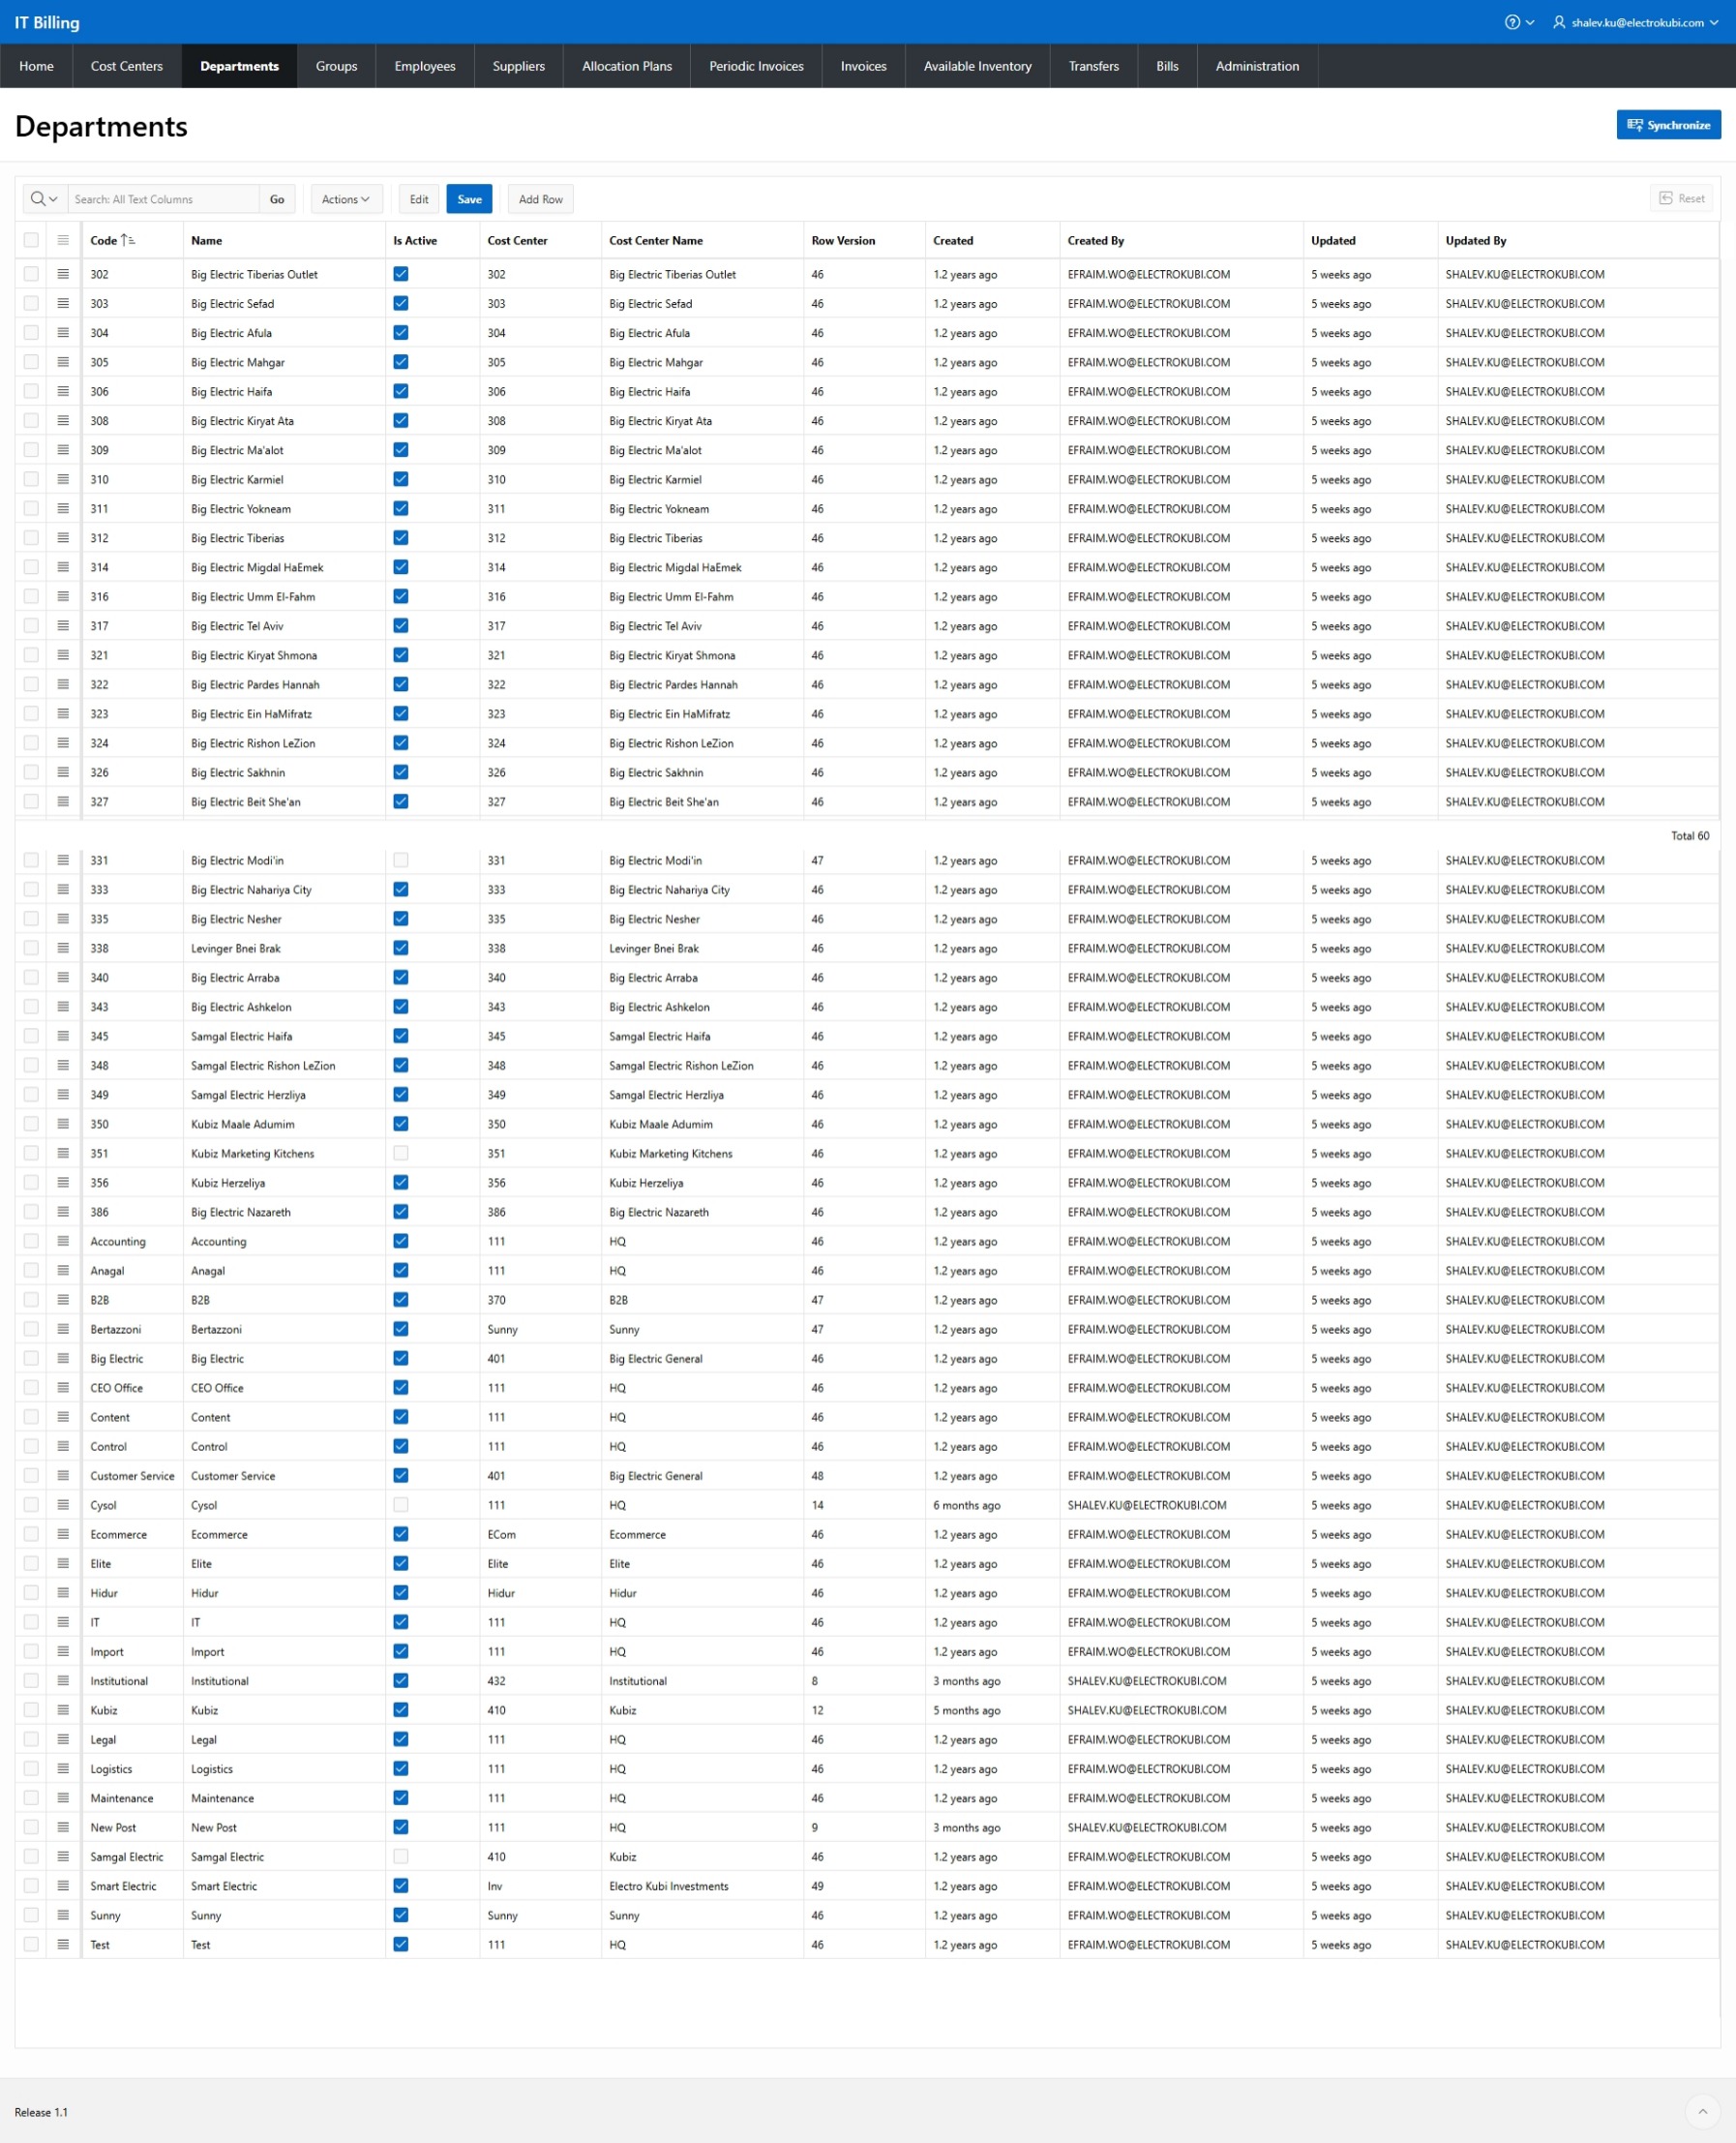 IT Billing
shalev.ku@electrokubi.com
Home Cost Centers Departments Groups Employees Suppliers Allocation Plans Periodic Invoices Invoices Available Inventory Transfers Bills Administration
Departments
Synchronize
Search: All Text Columns Go Actions Edit Save Add Row Reset
Code Name Is Active Cost Center Cost Center Name Row Version Created Created By Updated Updated By
302 Big Electric Tiberias Outlet 302 Big Electric Tiberias Outlet 46 1.2 years ago EFRAIM.WO@ELECTROKUBI.COM 5 weeks ago SHALEV.KU@ELECTROKUBI.COM
303 Big Electric Sefad 303 Big Electric Sefad 46 1.2 years ago EFRAIM.WO@ELECTROKUBI.COM 5 weeks ago SHALEV.KU@ELECTROKUBI.COM
304 Big Electric Afula 304 Big Electric Afula 46 1.2 years ago EFRAIM.WO@ELECTROKUBI.COM 5 weeks ago SHALEV.KU@ELECTROKUBI.COM
305 Big Electric Mahgar 305 Big Electric Mahgar 46 1.2 years ago EFRAIM.WO@ELECTROKUBI.COM 5 weeks ago SHALEV.KU@ELECTROKUBI.COM
306 Big Electric Haifa 306 Big Electric Haifa 46 1.2 years ago EFRAIM.WO@ELECTROKUBI.COM 5 weeks ago SHALEV.KU@ELECTROKUBI.COM
308 Big Electric Kiryat Ata 308 Big Electric Kiryat Ata 46 1.2 years ago EFRAIM.WO@ELECTROKUBI.COM 5 weeks ago SHALEV.KU@ELECTROKUBI.COM
309 Big Electric Ma'alot 309 Big Electric Ma'alot 46 1.2 years ago EFRAIM.WO@ELECTROKUBI.COM 5 weeks ago SHALEV.KU@ELECTROKUBI.COM
310 Big Electric Karmiel 310 Big Electric Karmiel 46 1.2 years ago EFRAIM.WO@ELECTROKUBI.COM 5 weeks ago SHALEV.KU@ELECTROKUBI.COM
311 Big Electric Yokneam 311 Big Electric Yokneam 46 1.2 years ago EFRAIM.WO@ELECTROKUBI.COM 5 weeks ago SHALEV.KU@ELECTROKUBI.COM
312 Big Electric Tiberias 312 Big Electric Tiberias 46 1.2 years ago EFRAIM.WO@ELECTROKUBI.COM 5 weeks ago SHALEV.KU@ELECTROKUBI.COM
314 Big Electric Migdal HaEmek 314 Big Electric Migdal HaEmek 46 1.2 years ago EFRAIM.WO@ELECTROKUBI.COM 5 weeks ago SHALEV.KU@ELECTROKUBI.COM
316 Big Electric Umm El-Fahm 316 Big Electric Umm El-Fahm 46 1.2 years ago EFRAIM.WO@ELECTROKUBI.COM 5 weeks ago SHALEV.KU@ELECTROKUBI.COM
317 Big Electric Tel Aviv 317 Big Electric Tel Aviv 46 1.2 years ago EFRAIM.WO@ELECTROKUBI.COM 5 weeks ago SHALEV.KU@ELECTROKUBI.COM
321 Big Electric Kiryat Shmona 321 Big Electric Kiryat Shmona 46 1.2 years ago EFRAIM.WO@ELECTROKUBI.COM 5 weeks ago SHALEV.KU@ELECTROKUBI.COM
322 Big Electric Pardes Hannah 322 Big Electric Pardes Hannah 46 1.2 years ago EFRAIM.WO@ELECTROKUBI.COM 5 weeks ago SHALEV.KU@ELECTROKUBI.COM
323 Big Electric Ein HaMifratz 323 Big Electric Ein HaMifratz 46 1.2 years ago EFRAIM.WO@ELECTROKUBI.COM 5 weeks ago SHALEV.KU@ELECTROKUBI.COM
324 Big Electric Rishon LeZion 324 Big Electric Rishon LeZion 46 1.2 years ago EFRAIM.WO@ELECTROKUBI.COM 5 weeks ago SHALEV.KU@ELECTROKUBI.COM
326 Big Electric Sakhnin 326 Big Electric Sakhnin 46 1.2 years ago EFRAIM.WO@ELECTROKUBI.COM 5 weeks ago SHALEV.KU@ELECTROKUBI.COM
327 Big Electric Beit She'an 327 Big Electric Beit She'an 46 1.2 years ago EFRAIM.WO@ELECTROKUBI.COM 5 weeks ago SHALEV.KU@ELECTROKUBI.COM
Total 60
331 Big Electric Modi'in 331 Big Electric Modi'in 47 1.2 years ago EFRAIM.WO@ELECTROKUBI.COM 5 weeks ago SHALEV.KU@ELECTROKUBI.COM
333 Big Electric Nahariya City 333 Big Electric Nahariya City 46 1.2 years ago EFRAIM.WO@ELECTROKUBI.COM 5 weeks ago SHALEV.KU@ELECTROKUBI.COM
335 Big Electric Nesher 335 Big Electric Nesher 46 1.2 years ago EFRAIM.WO@ELECTROKUBI.COM 5 weeks ago SHALEV.KU@ELECTROKUBI.COM
338 Levinger Bnei Brak 338 Levinger Bnei Brak 46 1.2 years ago EFRAIM.WO@ELECTROKUBI.COM 5 weeks ago SHALEV.KU@ELECTROKUBI.COM
340 Big Electric Arraba 340 Big Electric Arraba 46 1.2 years ago EFRAIM.WO@ELECTROKUBI.COM 5 weeks ago SHALEV.KU@ELECTROKUBI.COM
343 Big Electric Ashkelon 343 Big Electric Ashkelon 46 1.2 years ago EFRAIM.WO@ELECTROKUBI.COM 5 weeks ago SHALEV.KU@ELECTROKUBI.COM
345 Samgal Electric Haifa 345 Samgal Electric Haifa 46 1.2 years ago EFRAIM.WO@ELECTROKUBI.COM 5 weeks ago SHALEV.KU@ELECTROKUBI.COM
348 Samgal Electric Rishon LeZion 348 Samgal Electric Rishon LeZion 46 1.2 years ago EFRAIM.WO@ELECTROKUBI.COM 5 weeks ago SHALEV.KU@ELECTROKUBI.COM
349 Samgal Electric Herzliya 349 Samgal Electric Herzliya 46 1.2 years ago EFRAIM.WO@ELECTROKUBI.COM 5 weeks ago SHALEV.KU@ELECTROKUBI.COM
350 Kubiz Maale Adumim 350 Kubiz Maale Adumim 46 1.2 years ago EFRAIM.WO@ELECTROKUBI.COM 5 weeks ago SHALEV.KU@ELECTROKUBI.COM
351 Kubiz Marketing Kitchens 351 Kubiz Marketing Kitchens 46 1.2 years ago EFRAIM.WO@ELECTROKUBI.COM 5 weeks ago SHALEV.KU@ELECTROKUBI.COM
356 Kubiz Herzeliya 356 Kubiz Herzeliya 46 1.2 years ago EFRAIM.WO@ELECTROKUBI.COM 5 weeks ago SHALEV.KU@ELECTROKUBI.COM
386 Big Electric Nazareth 386 Big Electric Nazareth 46 1.2 years ago EFRAIM.WO@ELECTROKUBI.COM 5 weeks ago SHALEV.KU@ELECTROKUBI.COM
Accounting Accounting 111 HQ 46 1.2 years ago EFRAIM.WO@ELECTROKUBI.COM 5 weeks ago SHALEV.KU@ELECTROKUBI.COM
Anagal Anagal 111 HQ 46 1.2 years ago EFRAIM.WO@ELECTROKUBI.COM 5 weeks ago SHALEV.KU@ELECTROKUBI.COM
B2B B2B 370 B2B 47 1.2 years ago EFRAIM.WO@ELECTROKUBI.COM 5 weeks ago SHALEV.KU@ELECTROKUBI.COM
Bertazzoni Bertazzoni Sunny Sunny 47 1.2 years ago EFRAIM.WO@ELECTROKUBI.COM 5 weeks ago SHALEV.KU@ELECTROKUBI.COM
Big Electric Big Electric 401 Big Electric General 46 1.2 years ago EFRAIM.WO@ELECTROKUBI.COM 5 weeks ago SHALEV.KU@ELECTROKUBI.COM
CEO Office CEO Office 111 HQ 46 1.2 years ago EFRAIM.WO@ELECTROKUBI.COM 5 weeks ago SHALEV.KU@ELECTROKUBI.COM
Content Content 111 HQ 46 1.2 years ago EFRAIM.WO@ELECTROKUBI.COM 5 weeks ago SHALEV.KU@ELECTROKUBI.COM
Control Control 111 HQ 46 1.2 years ago EFRAIM.WO@ELECTROKUBI.COM 5 weeks ago SHALEV.KU@ELECTROKUBI.COM
Customer Service Customer Service 401 Big Electric General 48 1.2 years ago EFRAIM.WO@ELECTROKUBI.COM 5 weeks ago SHALEV.KU@ELECTROKUBI.COM
Cysol Cysol 111 HQ 14 6 months ago SHALEV.KU@ELECTROKUBI.COM 5 weeks ago SHALEV.KU@ELECTROKUBI.COM
Ecommerce Ecommerce ECom Ecommerce 46 1.2 years ago EFRAIM.WO@ELECTROKUBI.COM 5 weeks ago SHALEV.KU@ELECTROKUBI.COM
Elite Elite Elite Elite 46 1.2 years ago EFRAIM.WO@ELECTROKUBI.COM 5 weeks ago SHALEV.KU@ELECTROKUBI.COM
Hidur Hidur Hidur Hidur 46 1.2 years ago EFRAIM.WO@ELECTROKUBI.COM 5 weeks ago SHALEV.KU@ELECTROKUBI.COM
IT IT 111 HQ 46 1.2 years ago EFRAIM.WO@ELECTROKUBI.COM 5 weeks ago SHALEV.KU@ELECTROKUBI.COM
Import Import 111 HQ 46 1.2 years ago EFRAIM.WO@ELECTROKUBI.COM 5 weeks ago SHALEV.KU@ELECTROKUBI.COM
Institutional Institutional 432 Institutional 8 3 months ago SHALEV.KU@ELECTROKUBI.COM 5 weeks ago SHALEV.KU@ELECTROKUBI.COM
Kubiz Kubiz 410 Kubiz 12 5 months ago SHALEV.KU@ELECTROKUBI.COM 5 weeks ago SHALEV.KU@ELECTROKUBI.COM
Legal Legal 111 HQ 46 1.2 years ago EFRAIM.WO@ELECTROKUBI.COM 5 weeks ago SHALEV.KU@ELECTROKUBI.COM
Logistics Logistics 111 HQ 46 1.2 years ago EFRAIM.WO@ELECTROKUBI.COM 5 weeks ago SHALEV.KU@ELECTROKUBI.COM
Maintenance Maintenance 111 HQ 46 1.2 years ago EFRAIM.WO@ELECTROKUBI.COM 5 weeks ago SHALEV.KU@ELECTROKUBI.COM
New Post New Post 111 HQ 9 3 months ago SHALEV.KU@ELECTROKUBI.COM 5 weeks ago SHALEV.KU@ELECTROKUBI.COM
Samgal Electric Samgal Electric 410 Kubiz 46 1.2 years ago EFRAIM.WO@ELECTROKUBI.COM 5 weeks ago SHALEV.KU@ELECTROKUBI.COM
Smart Electric Smart Electric Inv Electro Kubi Investments 49 1.2 years ago EFRAIM.WO@ELECTROKUBI.COM 5 weeks ago SHALEV.KU@ELECTROKUBI.COM
Sunny Sunny Sunny Sunny 46 1.2 years ago EFRAIM.WO@ELECTROKUBI.COM 5 weeks ago SHALEV.KU@ELECTROKUBI.COM
Test Test 111 HQ 46 1.2 years ago EFRAIM.WO@ELECTROKUBI.COM 5 weeks ago SHALEV.KU@ELECTROKUBI.COM
Release 1.1